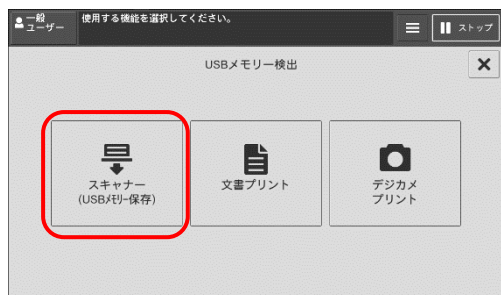 一般
ユーザー
使用する機能を選択してください。
ストップ
USBメモリー検出
スキャナー
(USBﾒﾓﾘｰ保存)
文書プリント
デジカメ
プリント